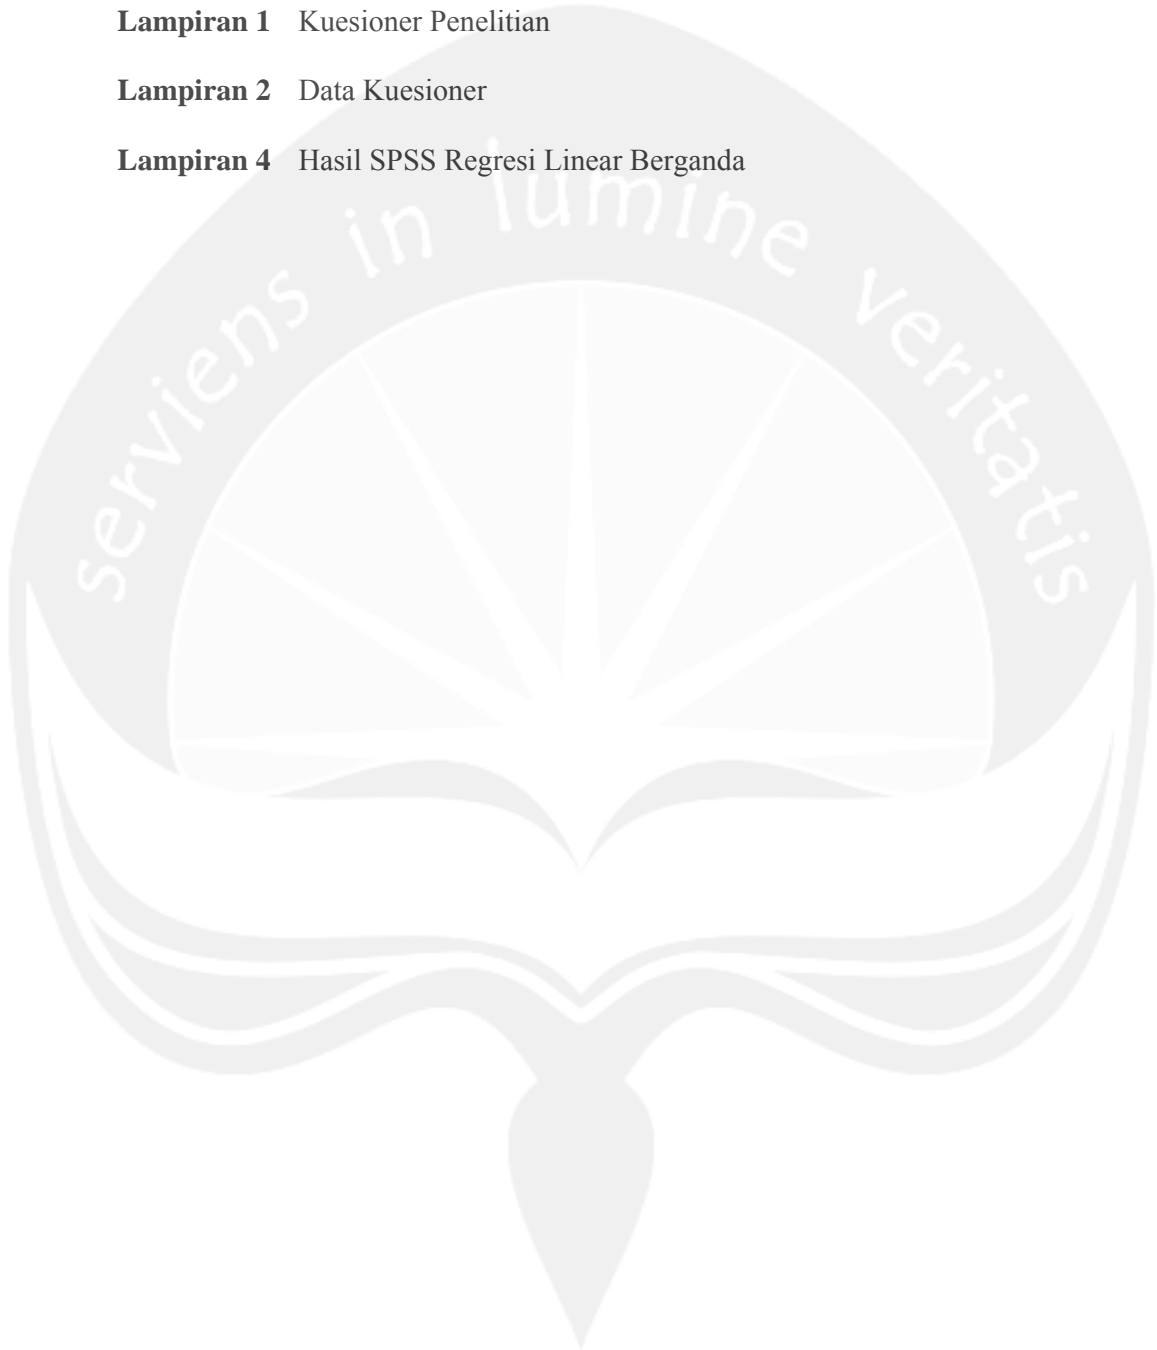 Lampiran 1 Kuesioner Penelitian
Lampiran 2 Data Kuesioner
Lampiran 4 Hasil SPSS Regresi Linear Berganda
serviens in lumine veritatis